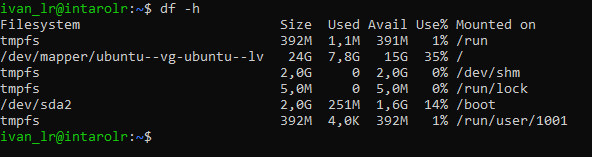 ivan_lr@intarolr:~$ df -h
Filesystem                         Size  Used Avail Use% Mounted on
tmpfs                              392M  1,1M  391M   1% /run
/dev/mapper/ubuntu--vg-ubuntu--lv   24G  7,8G   15G  35% /
tmpfs                              2,0G     0  2,0G   0% /dev/shm
tmpfs                              5,0M     0  5,0M   0% /run/lock
/dev/sda2                          2,0G  251M  1,6G  14% /boot
tmpfs                              392M  4,0K  392M   1% /run/user/1001
ivan_lr@intarolr:~$